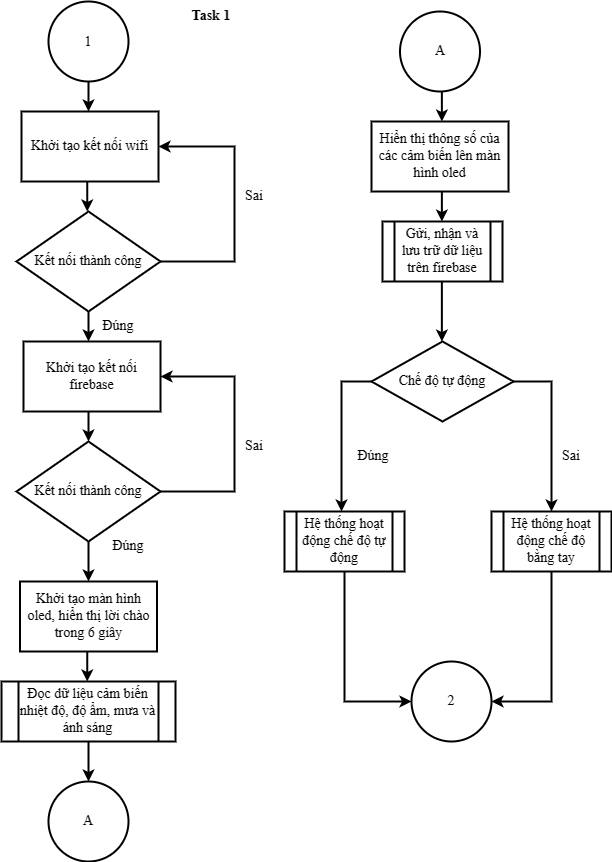 Task 1
1
Khởi tạo kết nối wifi
Sai
Kết nối thành công
Đúng
Khởi tạo kết nối
firebase
Sai
Kết nối thành công
Đúng
Khởi tạo màn hình
oled, hiển thị lời chào
trong 6 giây
Đọc dữ liệu cảm biến
nhiệt độ, độ ẩm, mưa và
ánh sáng
A
A
Hiển thị thông số của
các cảm biến lên màn
hình oled
Gửi, nhận và
lưu trữ dữ liệu
trên firebase
Chế độ tự động
Đúng
Sai
Hệ thống hoạt
động chế độ tự
động
Hệ thống hoạt
động chế độ
bằng tay
2